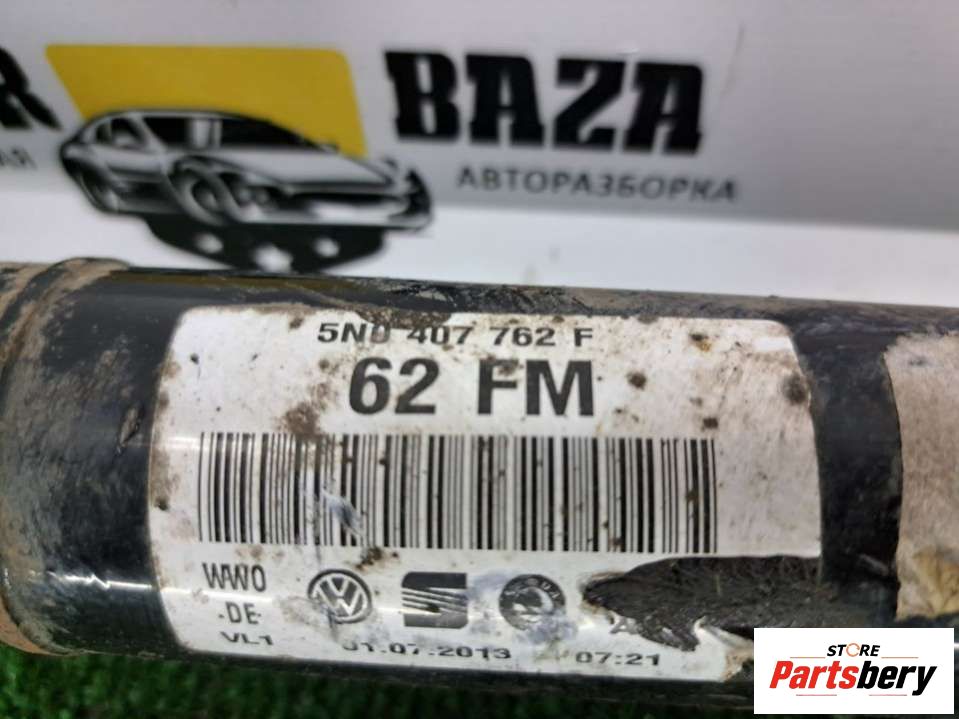 R BAZA
АВТОРАЗБОРКА
5N0 407 762 F
62 FM
WWO
-DE-
VL1 01.07.2013 07:21
STORE
Partsbery